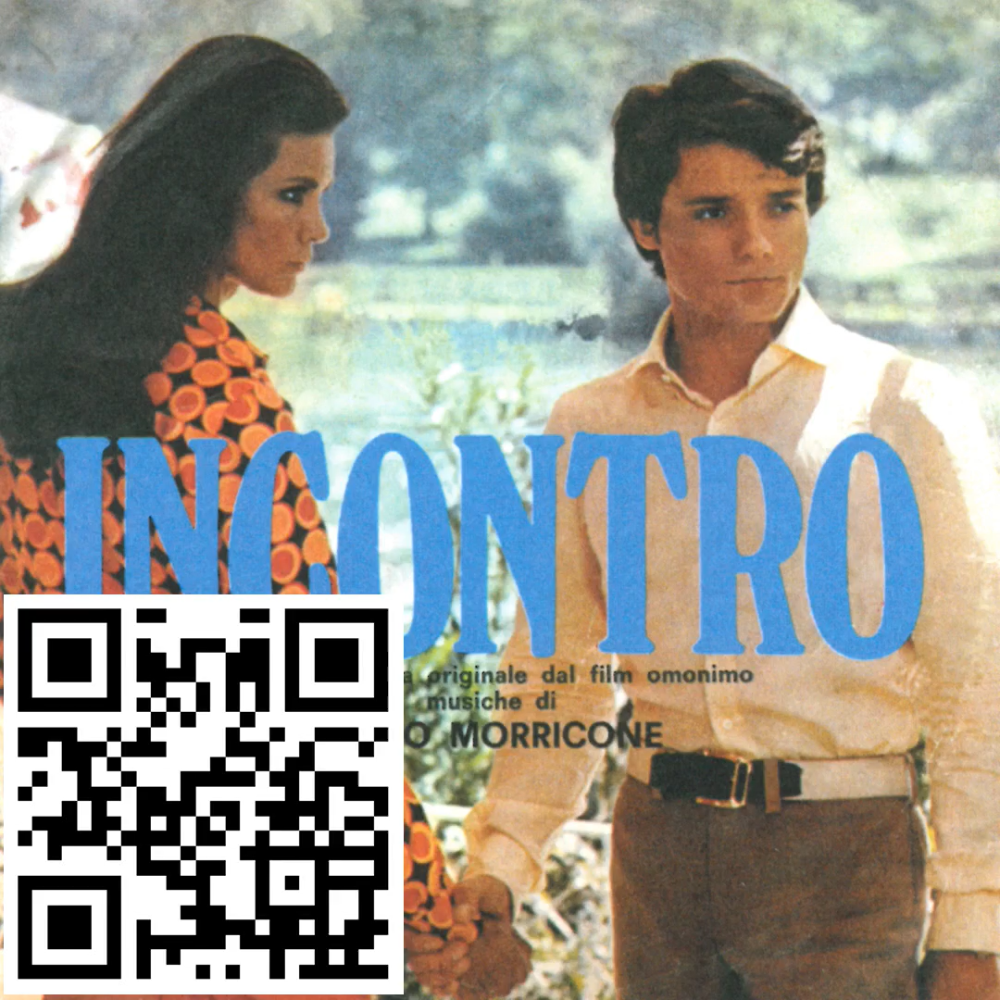 INCONTRO
originale dal film omonimo
musiche di
MORRICONE